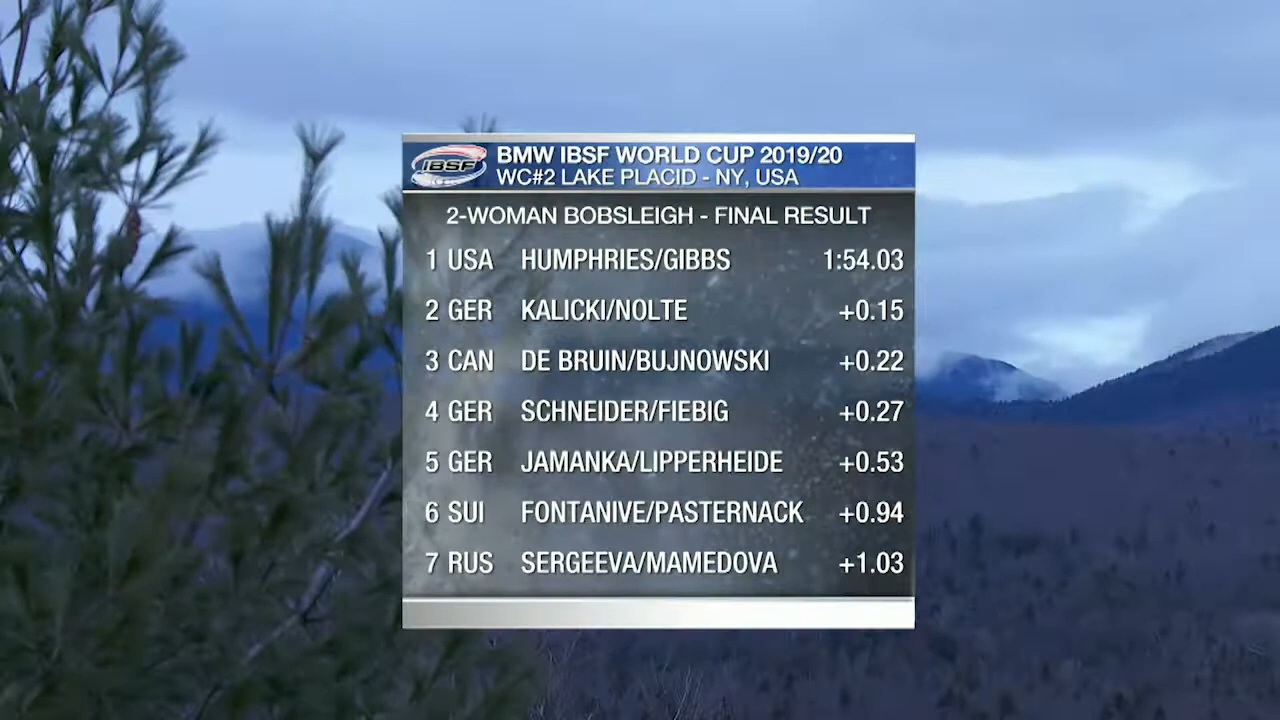 IBSF BMW IBSF WORLD CUP 2019/20
WC#2 LAKE PLACID - NY, USA
2-WOMAN BOBSLEIGH - FINAL RESULT
1 USA HUMPHRIES/GIBBS 1:54.03
2 GER KALICKI/NOLTE +0.15
3 CAN DE BRUIN/BUJNOWSKI +0.22
4 GER SCHNEIDER/FIEBIG +0.27
5 GER JAMANKA/LIPPERHEIDE +0.53
6 SUI FONTANIVE/PASTERNACK +0.94
7 RUS SERGEEVA/MAMEDOVA +1.03